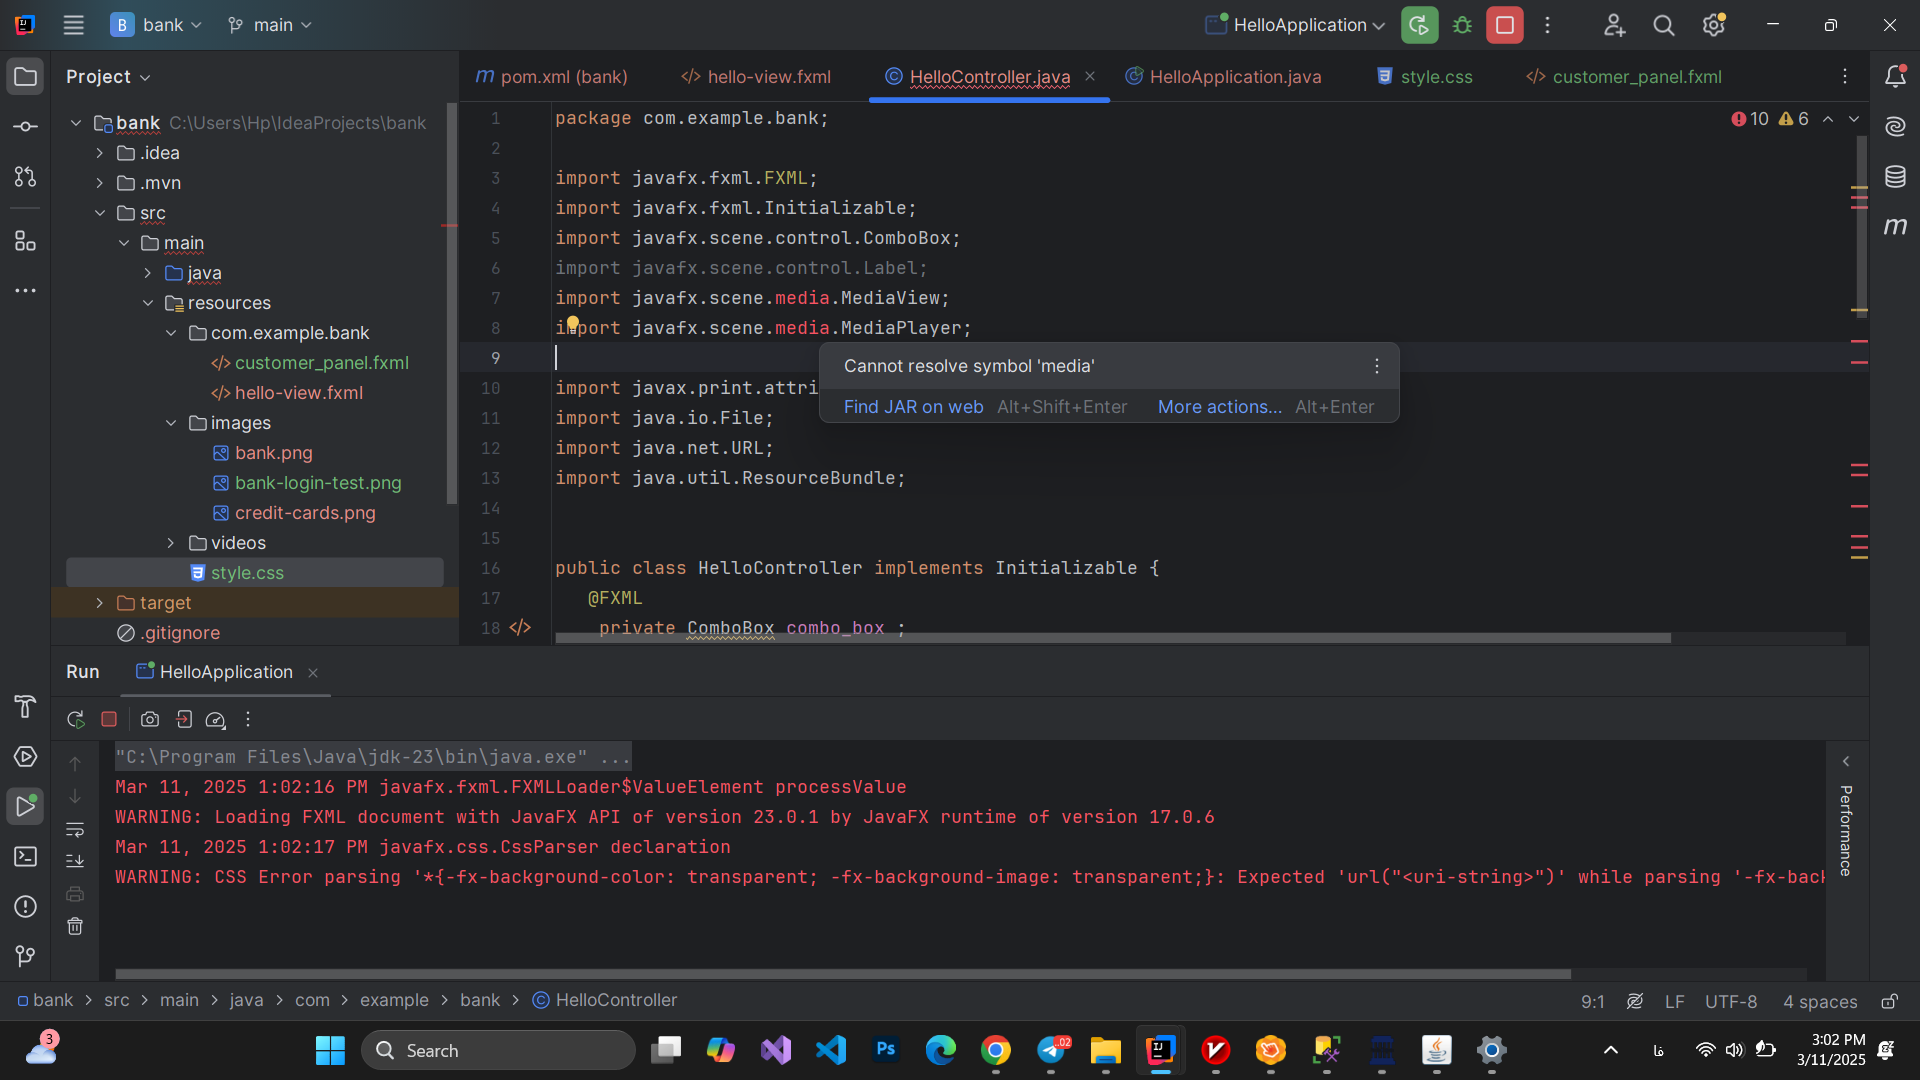 B bank main HelloApplication
Project
pom.xml (bank) hello-view.fxml HelloController.java HelloApplication.java style.css customer_panel.fxml
bank C:\Users\Hp\IdeaProjects\bank
.idea
.mvn
src
main
java
resources
com.example.bank
customer_panel.fxml
hello-view.fxml
images
bank.png
bank-login-test.png
credit-cards.png
videos
style.css
target
.gitignore
10 6
1 package com.example.bank;
2
3 import javafx.fxml.FXML;
4 import javafx.fxml.Initializable;
5 import javafx.scene.control.ComboBox;
6 import javafx.scene.control.Label;
7 import javafx.scene.media.MediaView;
8 import javafx.scene.media.MediaPlayer;
9
10 import javax.print.attri
11 import java.io.File;
12 import java.net.URL;
13 import java.util.ResourceBundle;
14
15
16 public class HelloController implements Initializable {
17 @FXML
18 private ComboBox combo_box ;
Cannot resolve symbol 'media'
Find JAR on web Alt+Shift+Enter More actions... Alt+Enter
Run HelloApplication
"C:\Program Files\Java\jdk-23\bin\java.exe" ...
Mar 11, 2025 1:02:16 PM javafx.fxml.FXMLLoader$ValueElement processValue
WARNING: Loading FXML document with JavaFX API of version 23.0.1 by JavaFX runtime of version 17.0.6
Mar 11, 2025 1:02:17 PM javafx.css.CssParser declaration
WARNING: CSS Error parsing '*{-fx-background-color: transparent; -fx-background-image: transparent;}: Expected 'url("<uri-string>")' while parsing '-fx-back
Performance
bank > src > main > java > com > example > bank > HelloController
9:1 LF UTF-8 4 spaces
3
Search
Ps
..02
فا
3:02 PM
3/11/2025